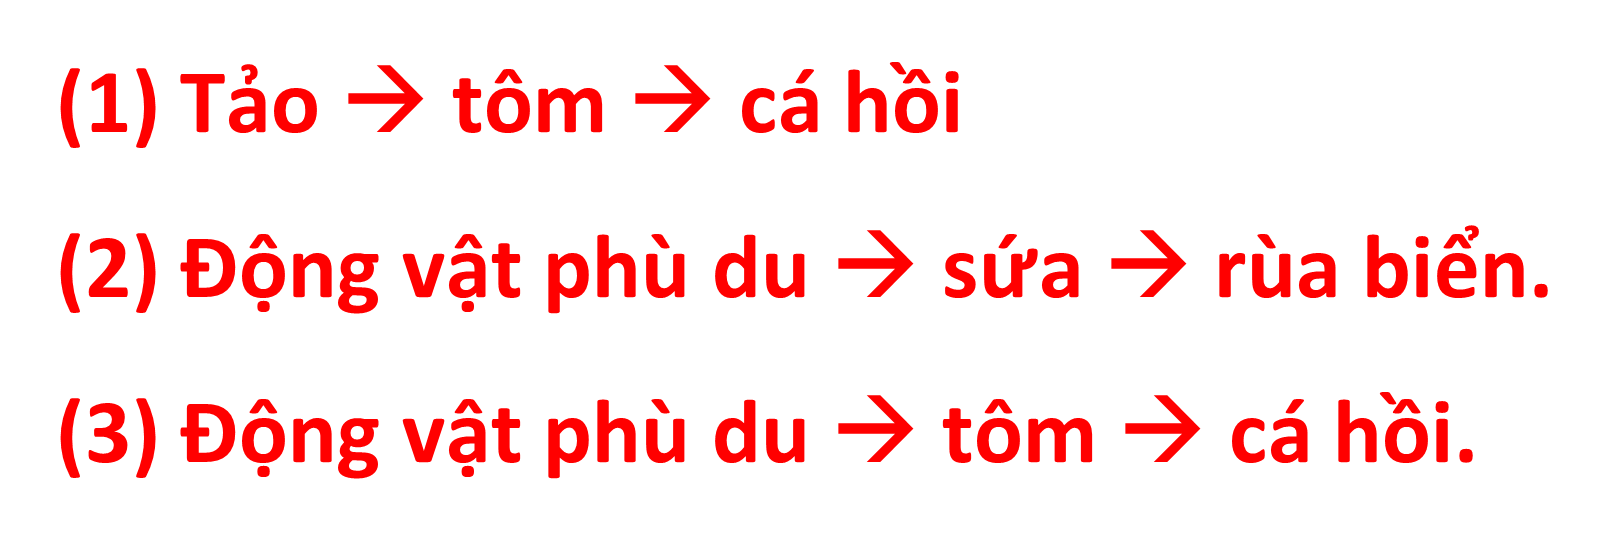 (1) Tảo → tôm → cá hồi
(2) Động vật phù du → sứa → rùa biển.
(3) Động vật phù du → tôm → cá hồi.